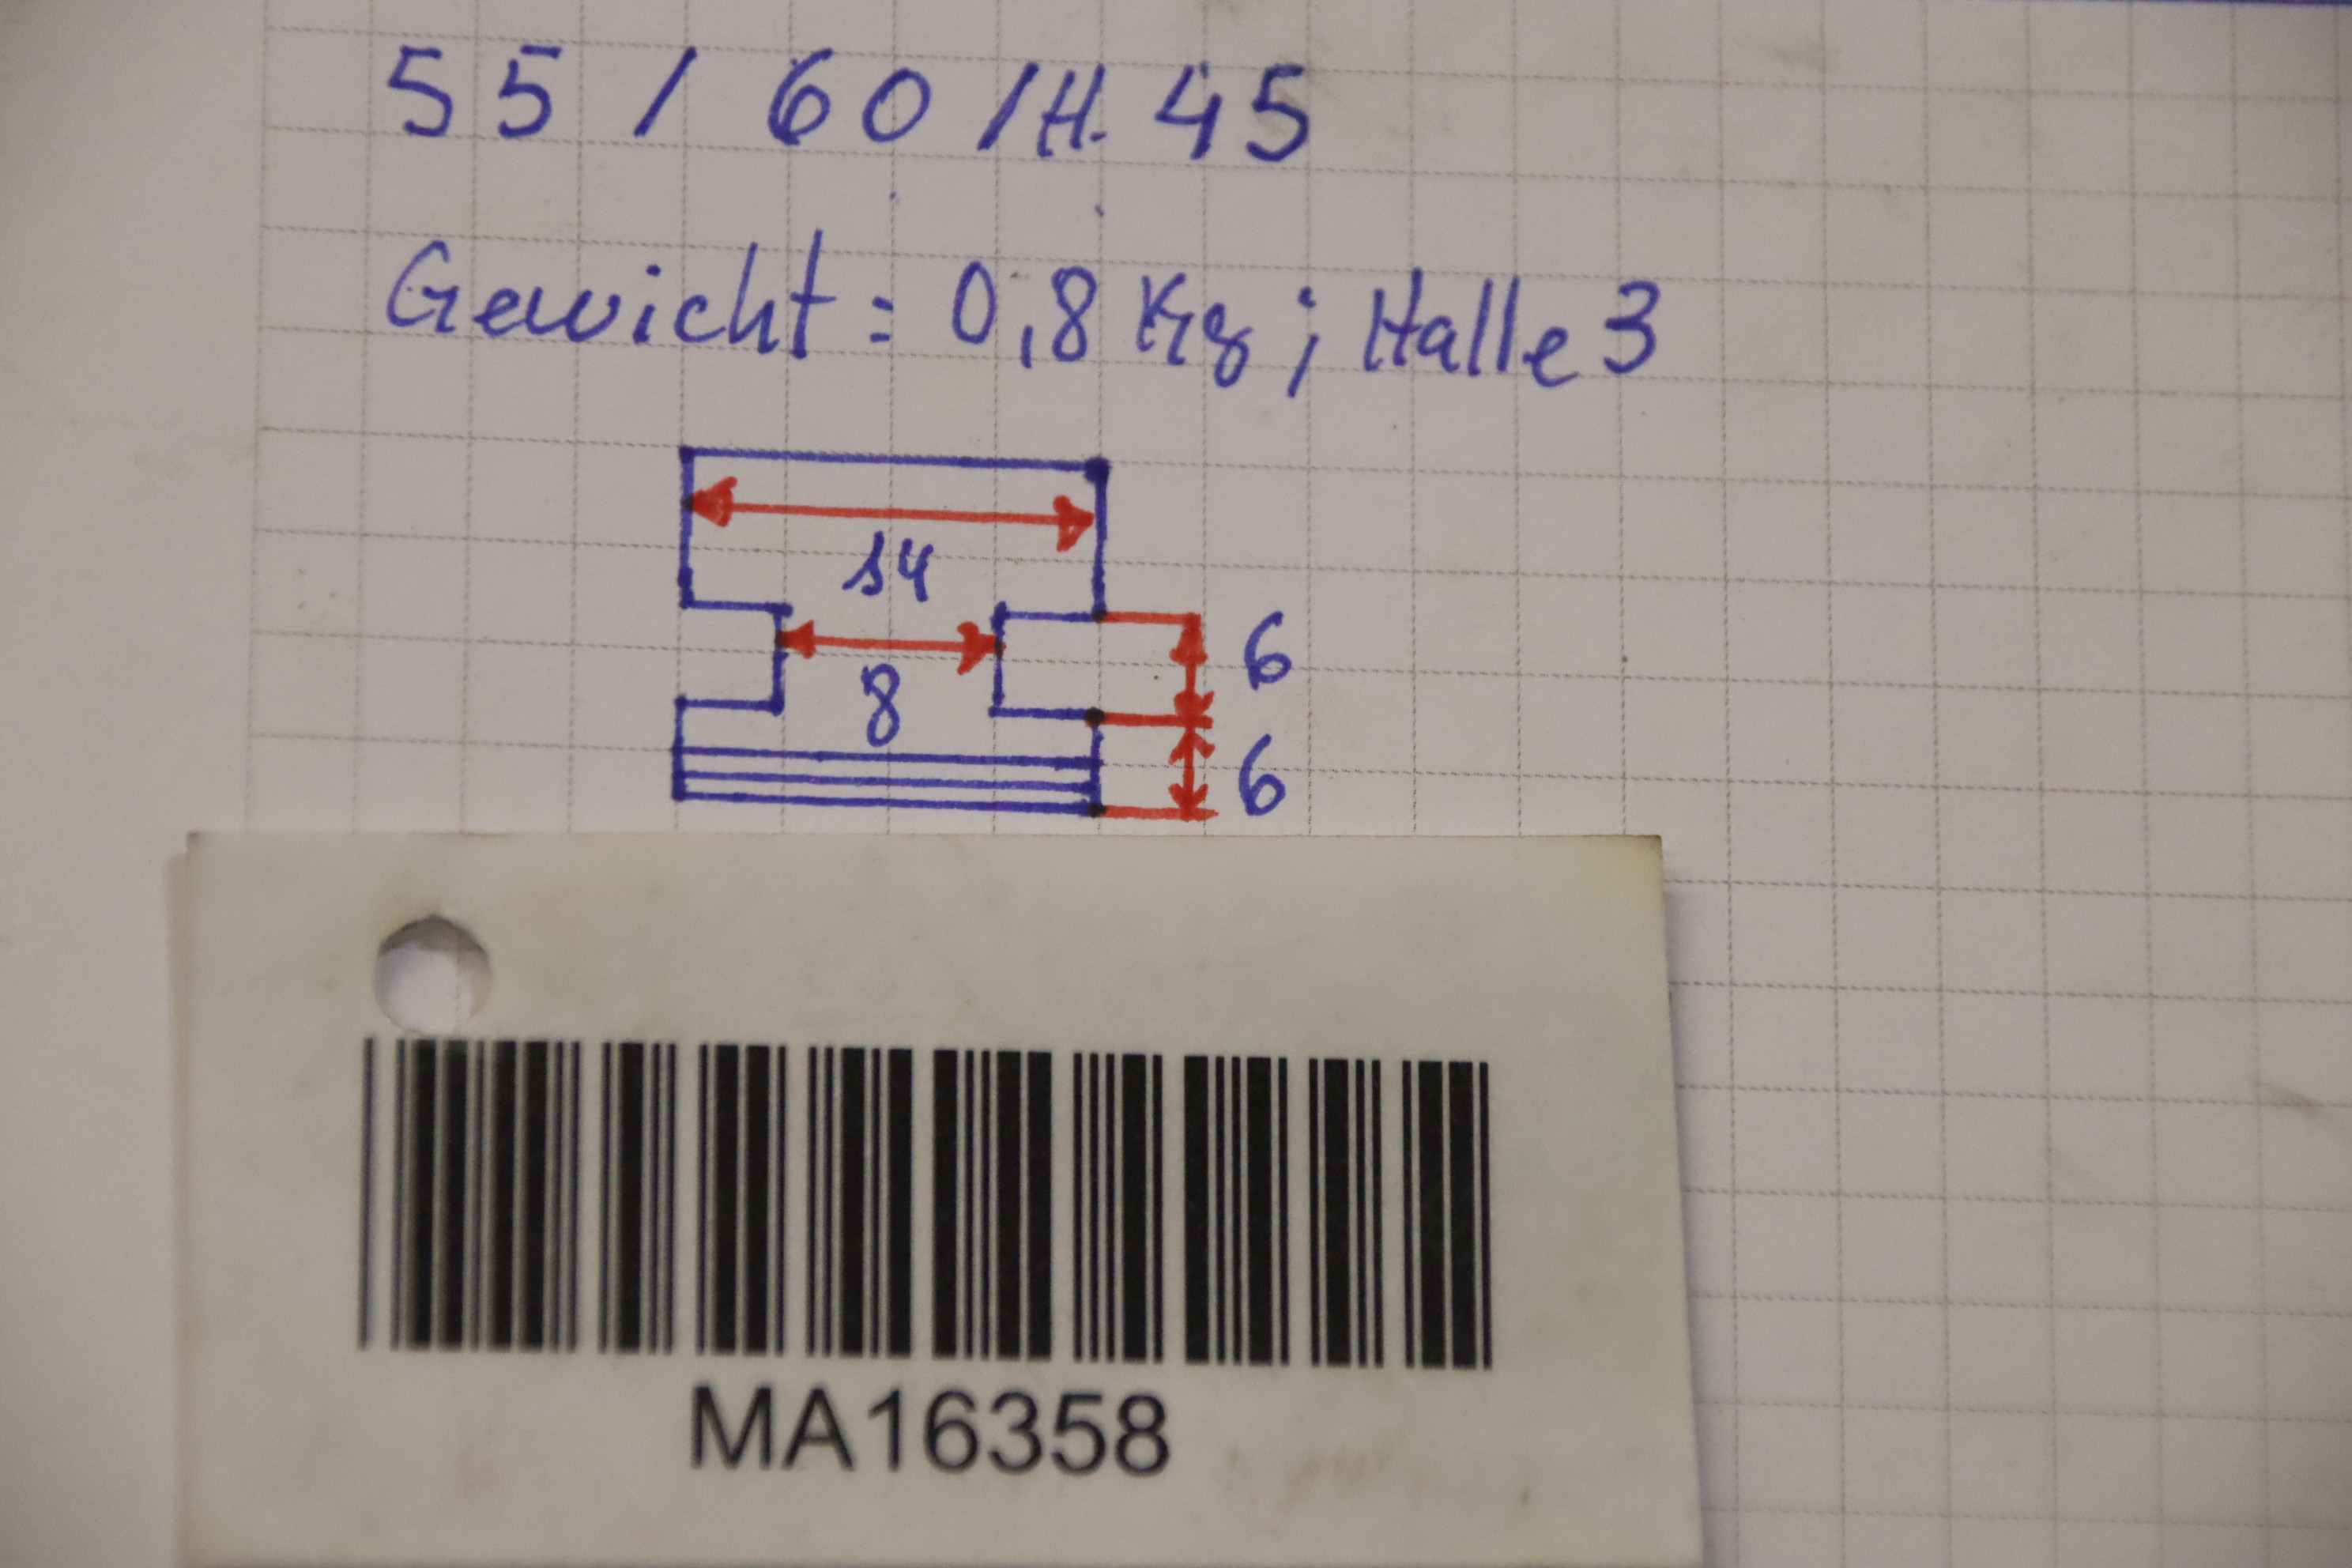 55 / 60 / H. 45
Gewicht: 0,8 Kg; Halle 3
14
8
6
6
MA16358